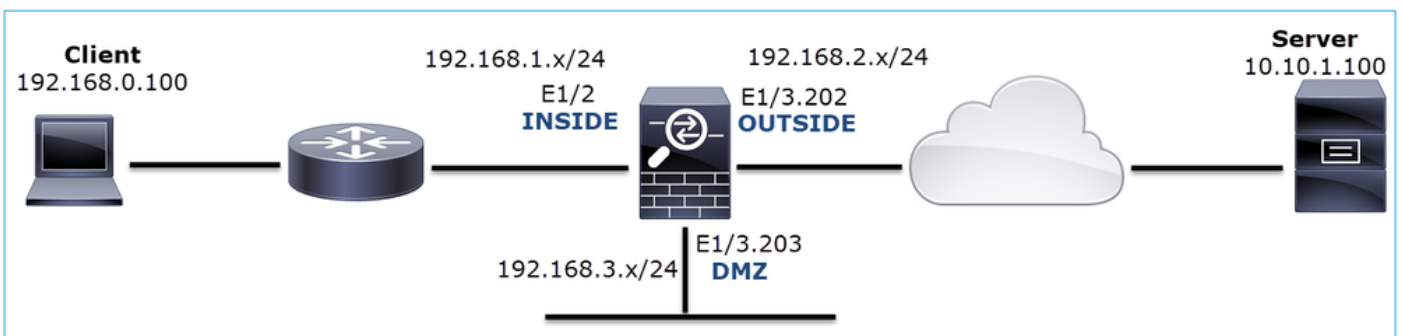 Client
192.168.0.100
192.168.1.x/24
E1/2
INSIDE
192.168.2.x/24
E1/3.202
OUTSIDE
Server
10.10.1.100
E1/3.203
192.168.3.x/24
DMZ